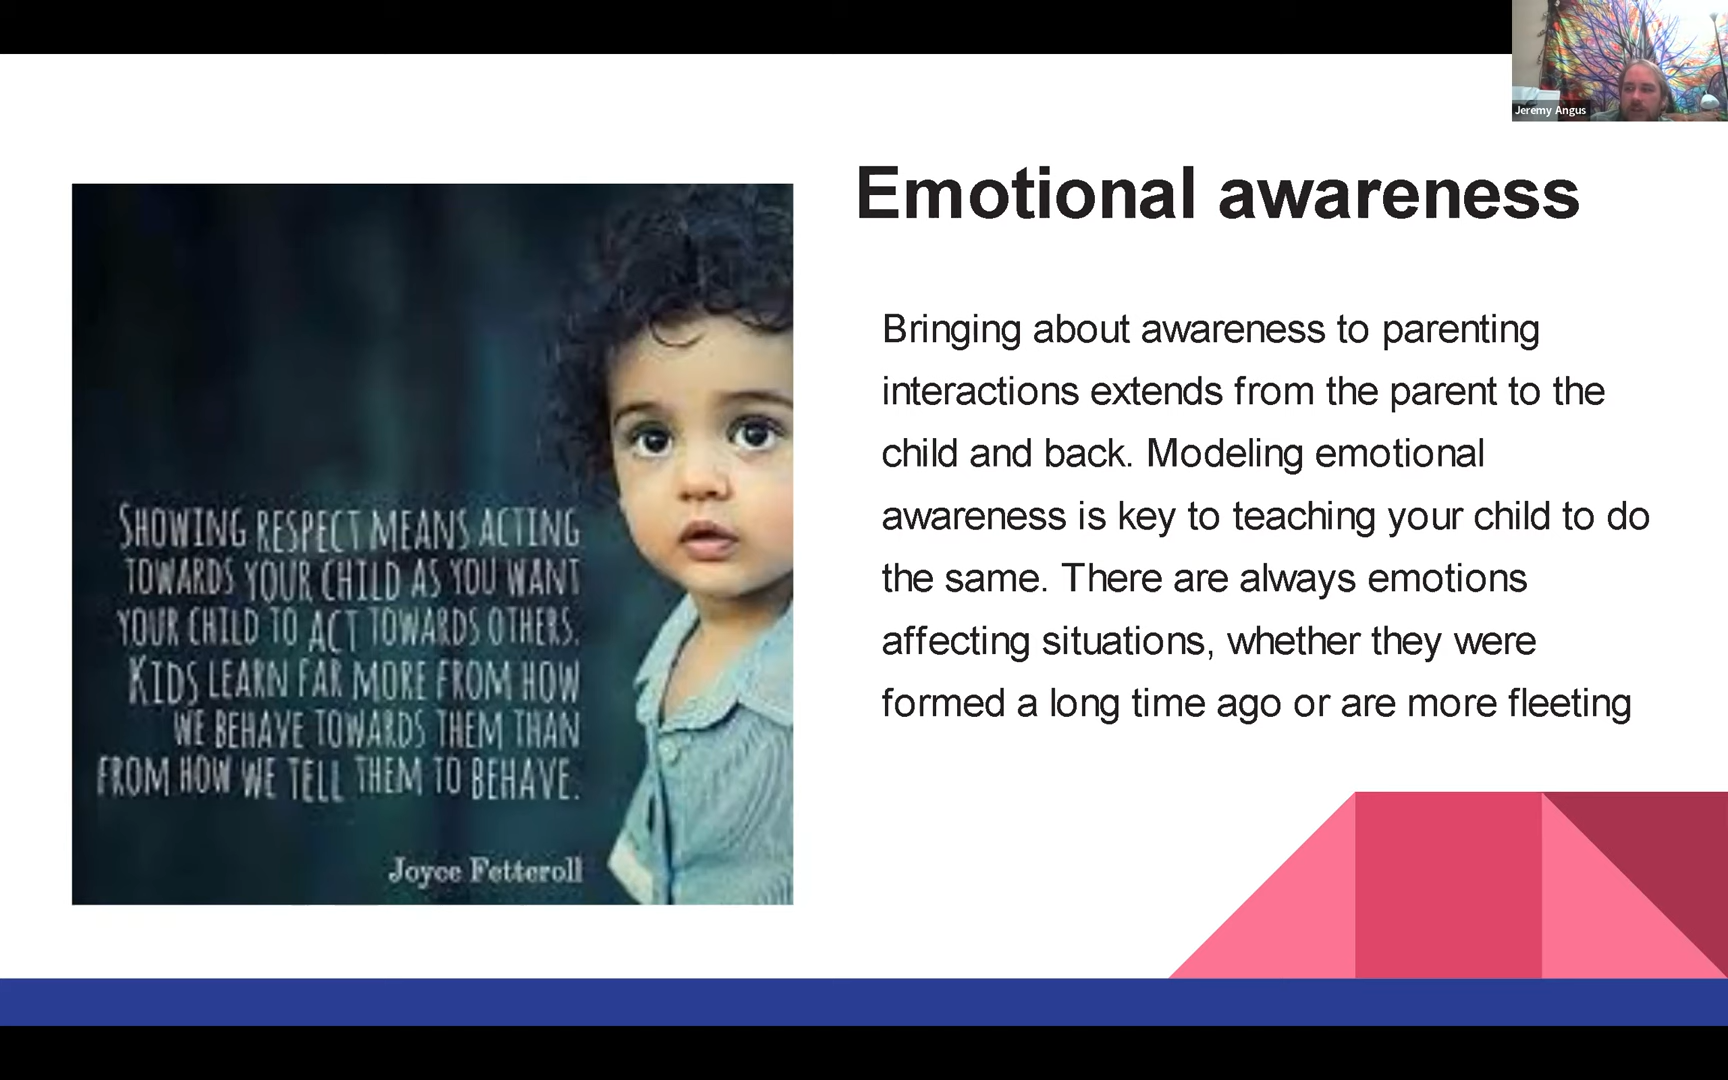 Jeremy Angus
Emotional awareness
SHOWING RESPECT MEANS ACTING
TOWARDS YOUR CHILD AS YOU WANT
YOUR CHILD TO ACT TOWARDS OTHERS.
KIDS LEARN FAR MORE FROM HOW
WE BEHAVE TOWARDS THEM THAN
FROM HOW WE TELL THEM TO BEHAVE.
Joyce Fetteroll
Bringing about awareness to parenting
interactions extends from the parent to the
child and back. Modeling emotional
awareness is key to teaching your child to do
the same. There are always emotions
affecting situations, whether they were
formed a long time ago or are more fleeting